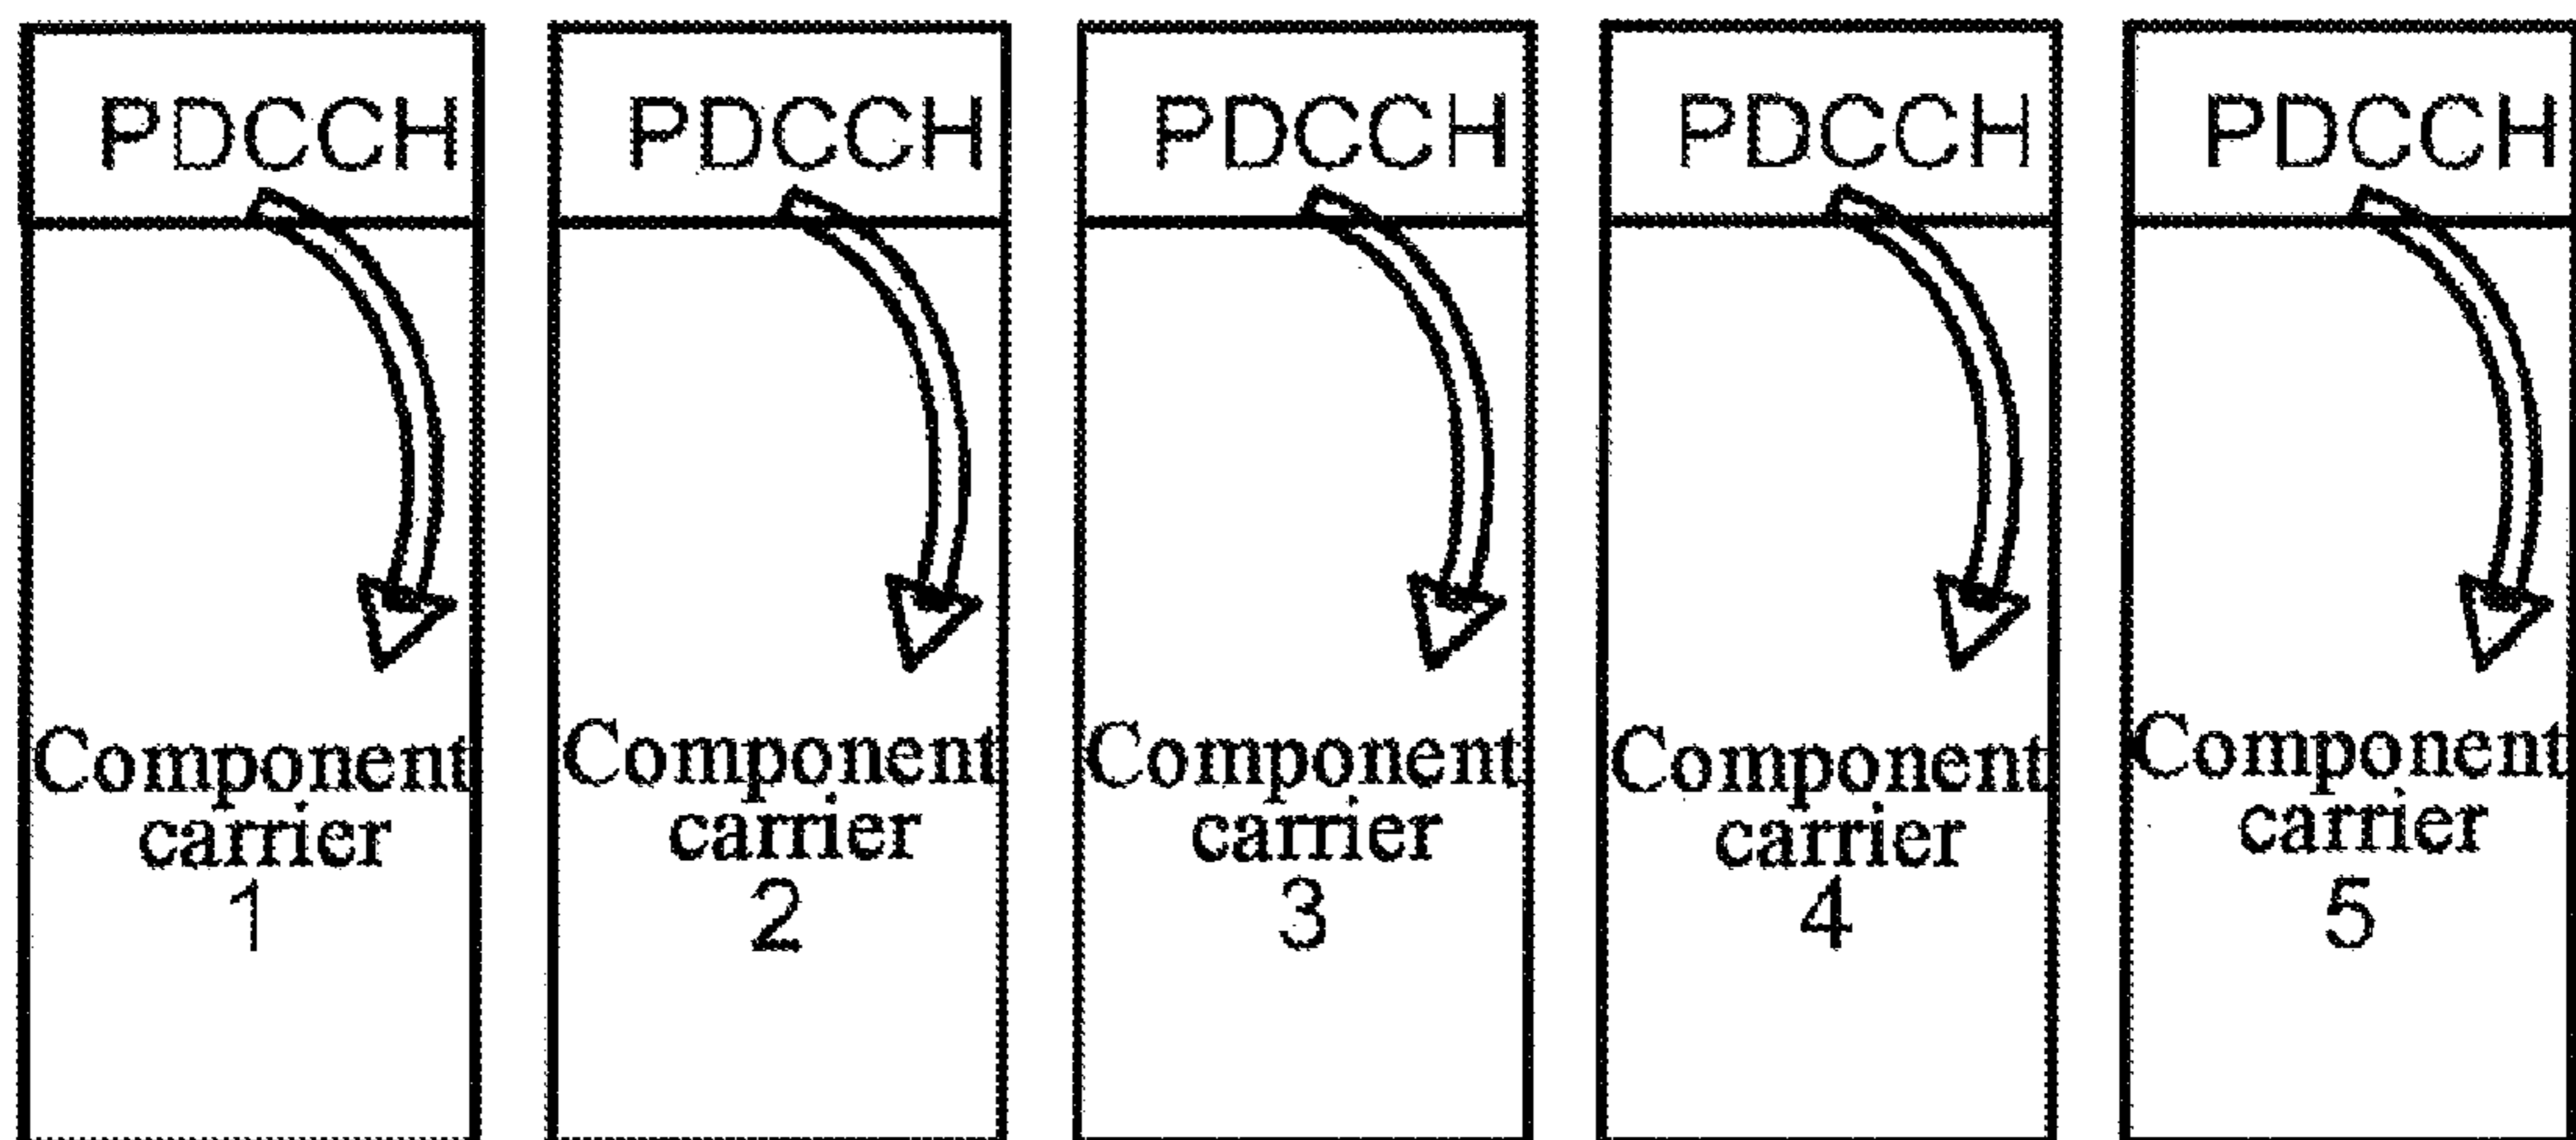 PDCCH PDCCH PDCCH PDCCH PDCCH
Component Component Component Component Component
carrier carrier carrier carrier carrier
1 2 3 4 5